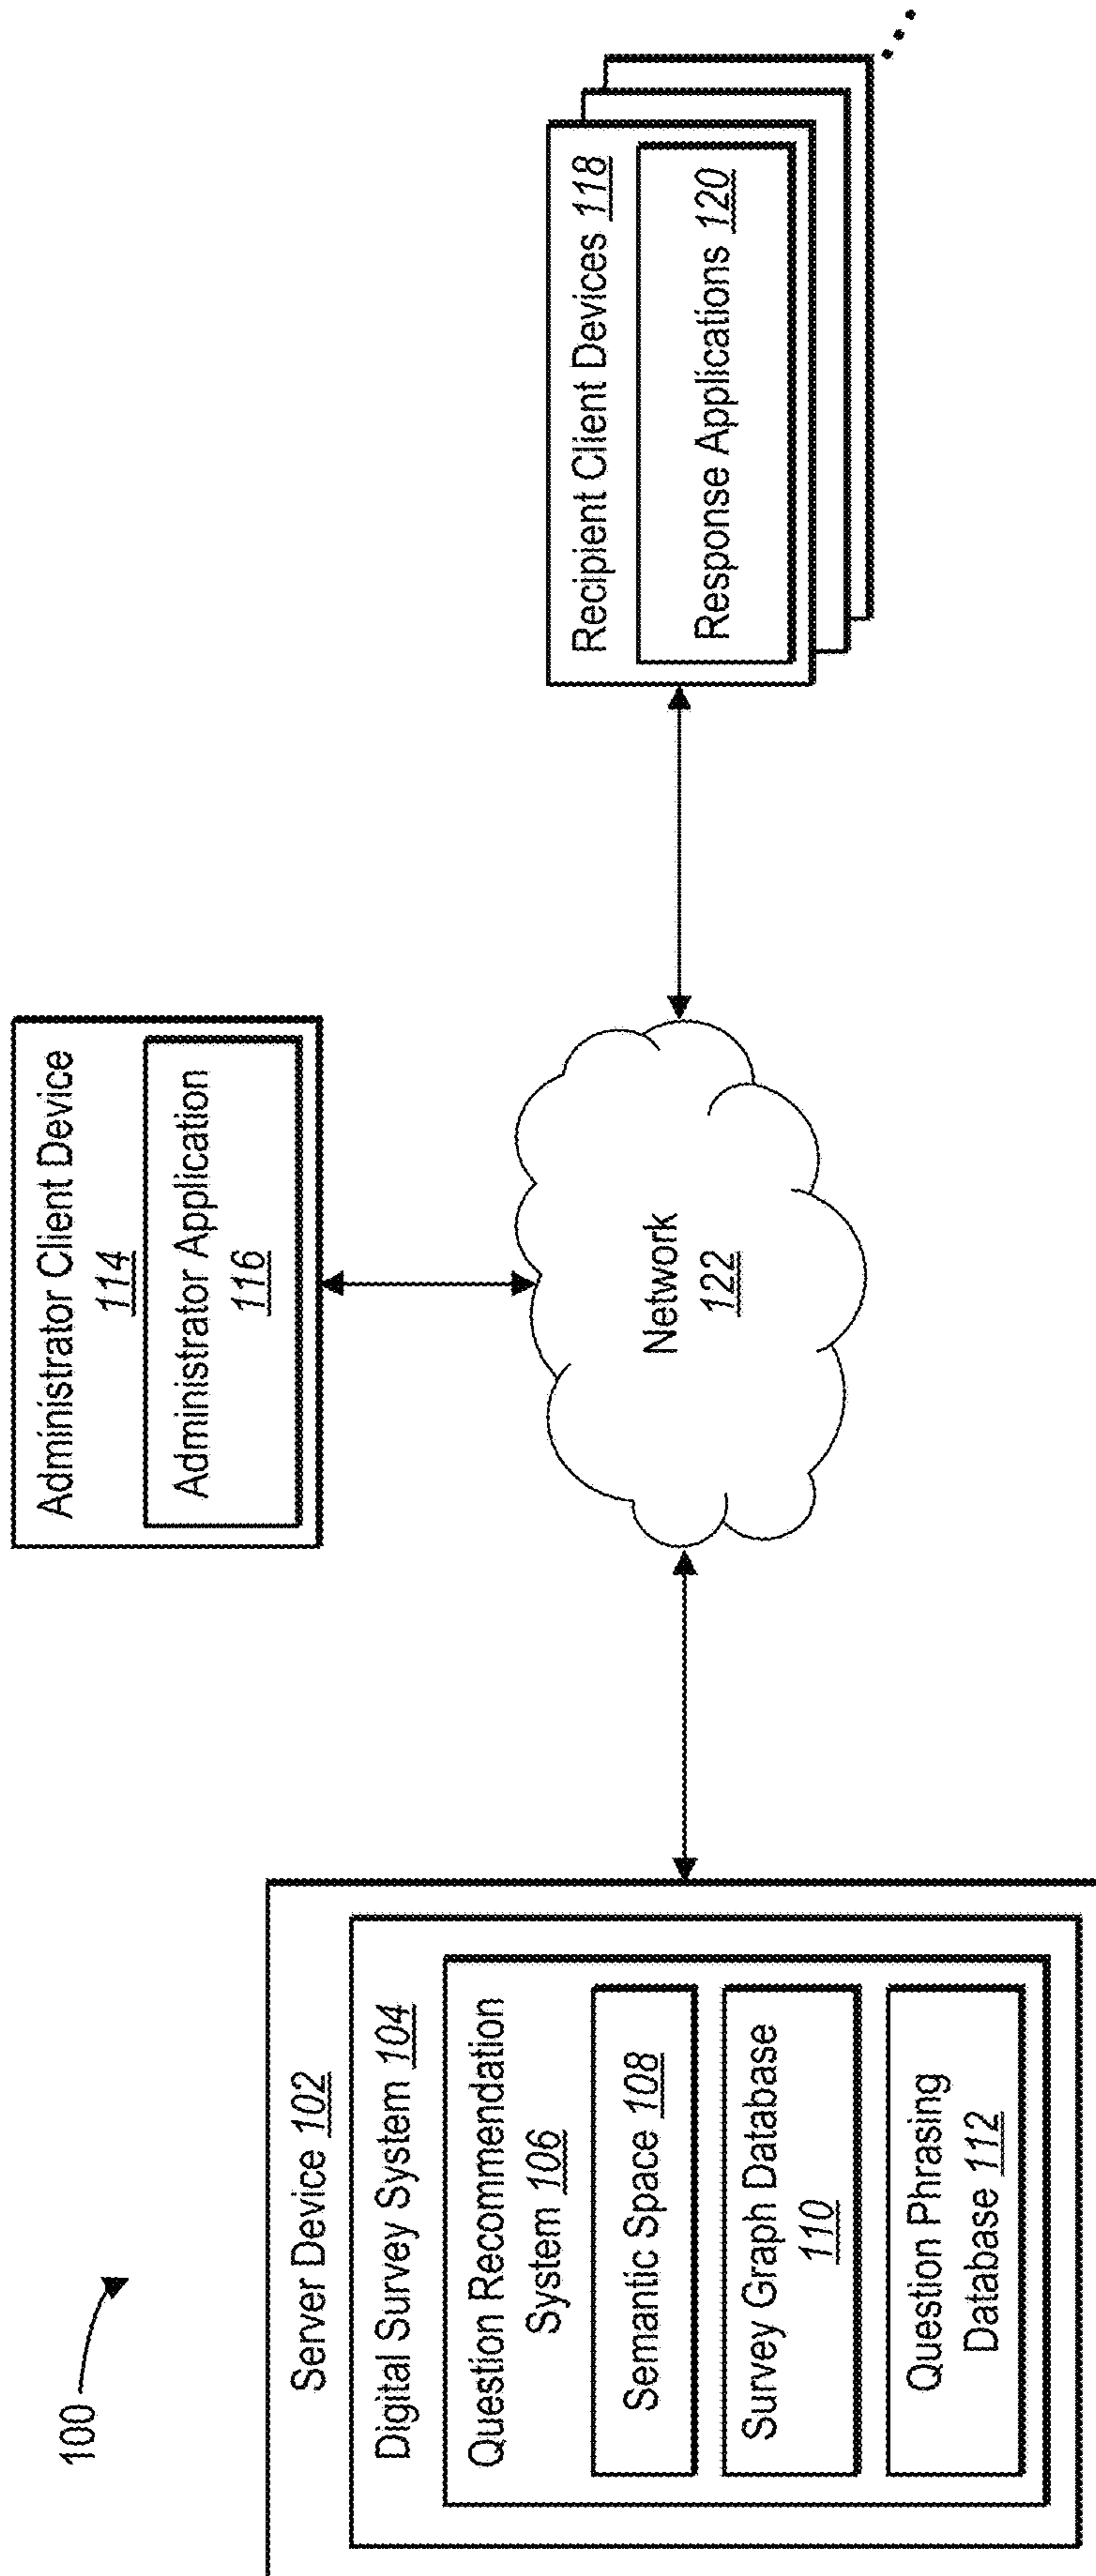 100
Server Device 102
Digital Survey System 104
Question Recommendation
System 106
Semantic Space 108
Survey Graph Database
110
Question Phrasing
Database 112
Administrator Client Device
114
Administrator Application
116
Network
122
Recipient Client Devices 118
Response Applications 120